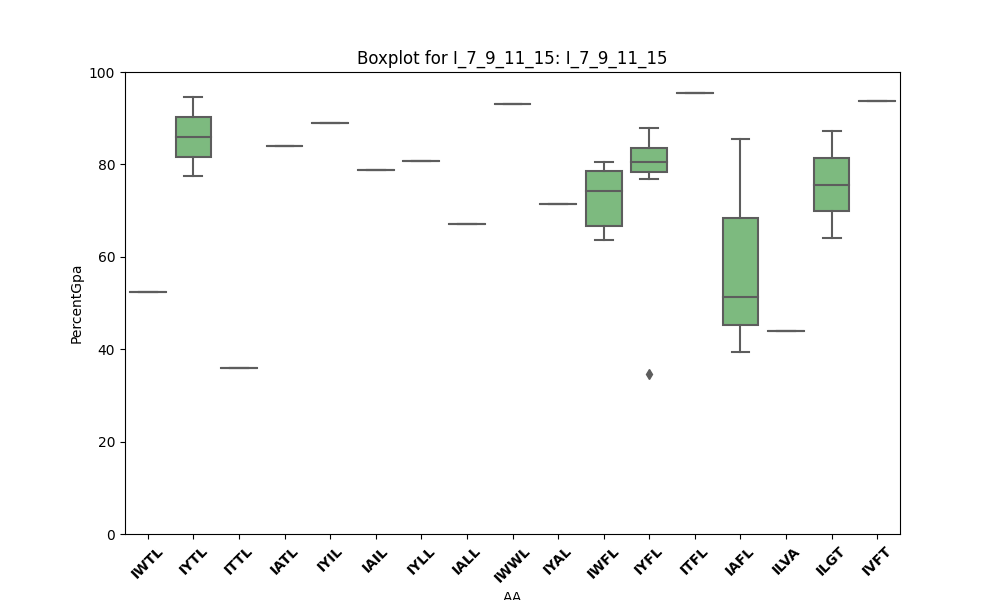 Boxplot for I_7_9_11_15: I_7_9_11_15
100
80
60
40
20
0
PercentGpa
IWTL
IYTL
ITTL
IATL
IYIL
IAIL
IYLL
IALL
IWWL
IYAL
IWFL
IYFL
ITFL
IAFL
ILVA
ILGT
IVFT
AA